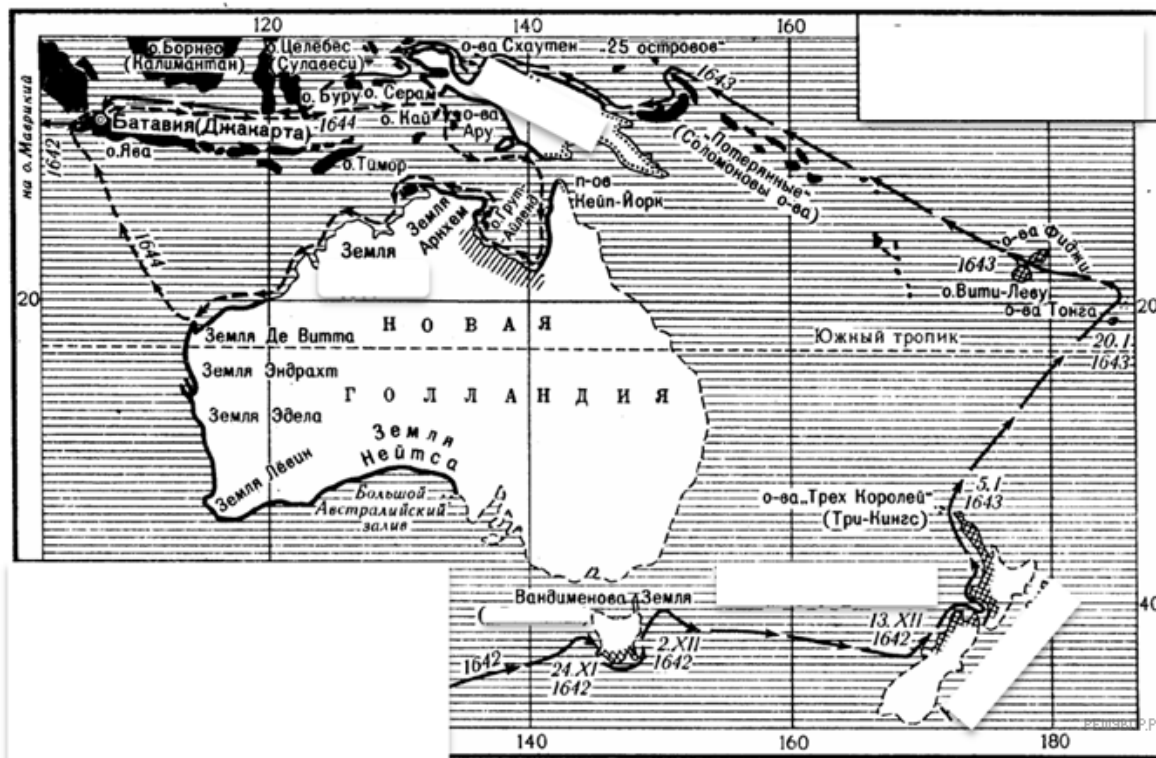 120
140
160
о.Борнео
(Калимантан)
о.Целебес
(Сулавеси)
о-ва Схаутен
„25 островов"
1643
на о. Маврикий
1642
Батавия (Джакарта)
1644
о.Буру
о.Серам
о.Кай
о-ва
Ару
о.Ява
о.Тимор
„Потерянные"
(Соломоновы о-ва)
п-ов
Кейп-Йорк
о.Грут-
Айленд
Земля
Арнхем
Земля
1644
о-ва Фиджи
1643
о.Вити-Леву
о-ва Тонга
20
20
20.I
1643
НОВАЯ
Земля Де Витта
Южный тропик
Земля Эндрахт
ГОЛЛАНДИЯ
Земля Эдела
Земля
Нейтса
Земля Лёвин
Большой
Австралийский
залив
о-ва „Трех Королей"
(Три-Кингс)
5.I
1643
Вандименова Земля
(
40
13.XII
1642
2.XII
1642
1642
24.XI
1642
140
160
180